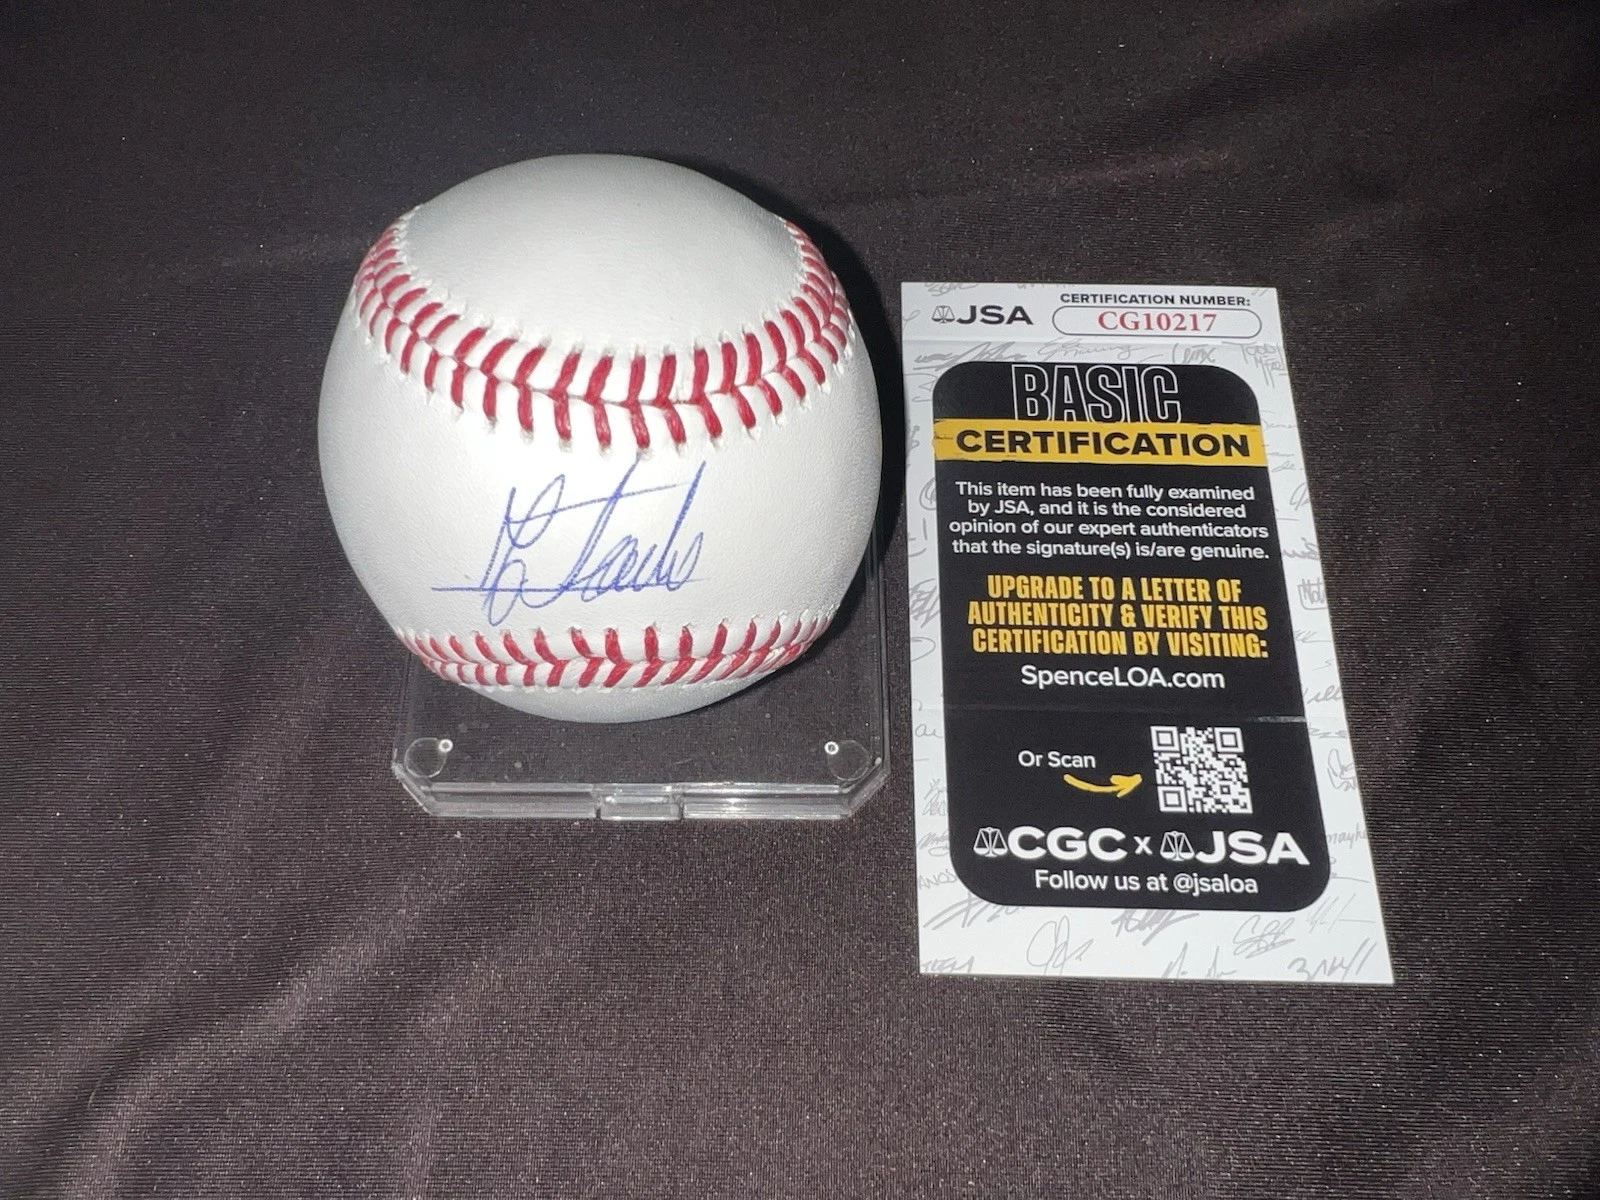 JSA
CERTIFICATION NUMBER:
CG10217
BASIC
CERTIFICATION
This item has been fully examined
by JSA, and it is the considered
opinion of our expert authenticators
that the signature(s) is/are genuine.
UPGRADE TO A LETTER OF
AUTHENTICITY & VERIFY THIS
CERTIFICATION BY VISITING:
SpenceLOA.com
Or Scan
CGC x JSA
Follow us at @jsaloa